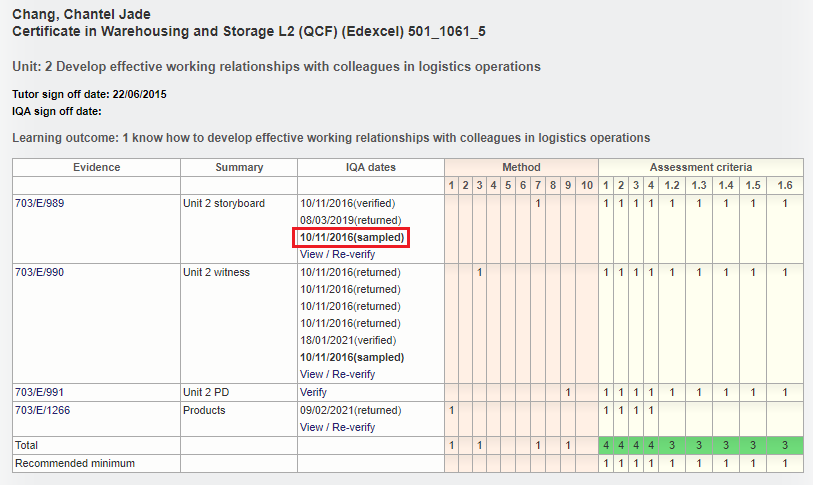 Chang, Chantel Jade
Certificate in Warehousing and Storage L2 (QCF) (Edexcel) 501_1061_5
Unit: 2 Develop effective working relationships with colleagues in logistics operations
Tutor sign off date: 22/06/2015
IQA sign off date:
Learning outcome: 1 know how to develop effective working relationships with colleagues in logistics operations
Evidence Summary IQA dates Method Assessment criteria
1 2 3 4 5 6 7 8 9 10 1 2 3 4 1.2 1.3 1.4 1.5 1.6
703/E/989 Unit 2 storyboard 10/11/2016(verified) 1 1 1 1 1 1 1 1 1 1
08/03/2019(returned)
10/11/2016(sampled)
View / Re-verify
703/E/990 Unit 2 witness 10/11/2016(returned) 1 1 1 1 1 1 1 1 1 1
10/11/2016(returned)
10/11/2016(returned)
10/11/2016(returned)
18/01/2021(verified)
10/11/2016(sampled)
View / Re-verify
703/E/991 Unit 2 PD Verify 1 1 1 1 1 1 1 1 1 1
703/E/1266 Products 09/02/2021(returned) 1 1 1 1 1
View / Re-verify
Total 1 1 1 1 4 4 4 4 3 3 3 3 3
Recommended minimum 1 1 1 1 1 1 1 1 1